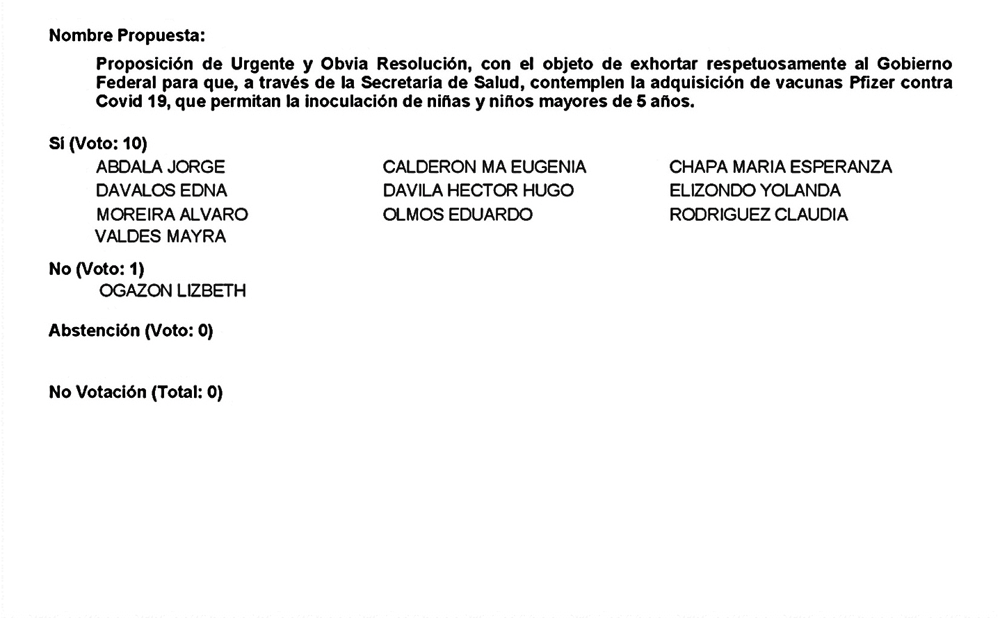 Nombre Propuesta:
Proposición de Urgente y Obvia Resolución, con el objeto de exhortar respetuosamente al Gobierno
Federal para que, a través de la Secretaría de Salud, contemplen la adquisición de vacunas Pfizer contra
Covid 19, que permitan la inoculación de niñas y niños mayores de 5 años.
Sí (Voto: 10)
ABDALA JORGE CALDERON MA EUGENIA CHAPA MARIA ESPERANZA
DAVALOS EDNA DAVILA HECTOR HUGO ELIZONDO YOLANDA
MOREIRA ALVARO OLMOS EDUARDO RODRIGUEZ CLAUDIA
VALDES MAYRA
No (Voto: 1)
OGAZON LIZBETH
Abstención (Voto: 0)
No Votación (Total: 0)